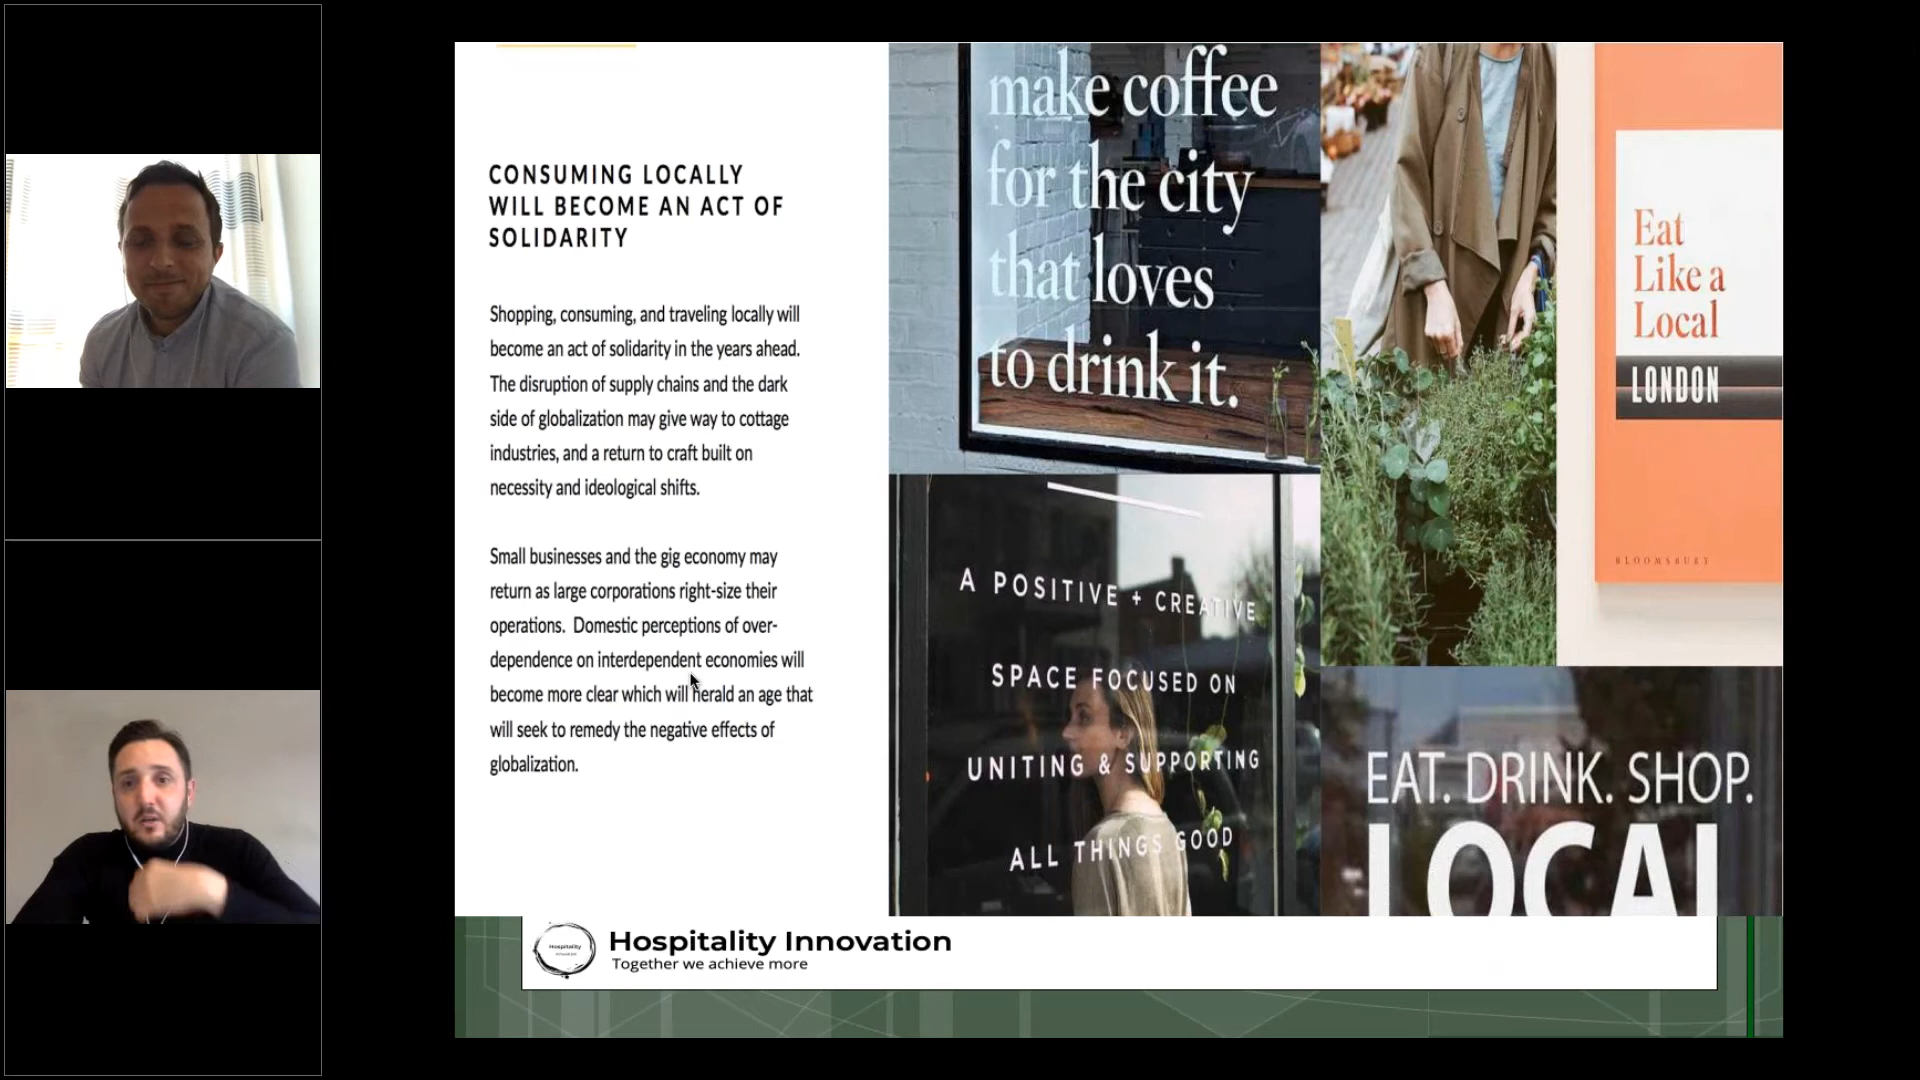 CONSUMING LOCALLY
WILL BECOME AN ACT OF
SOLIDARITY
Shopping, consuming, and traveling locally will
become an act of solidarity in the years ahead.
The disruption of supply chains and the dark
side of globalization may give way to cottage
industries, and a return to craft built on
necessity and ideological shifts.
Small businesses and the gig economy may
return as large corporations right-size their
operations.  Domestic perceptions of over-
dependence on interdependent economies will
become more clear which will herald an age that
will seek to remedy the negative effects of
globalization.
make coffee
for the city
that loves
to drink it.
A POSITIVE + CREATIVE
SPACE FOCUSED ON
UNITING & SUPPORTING
ALL THINGS GOOD
Eat
Like a
Local
LONDON
BLOOMSBURY
EAT. DRINK. SHOP.
LOCAL
Hospitality
Hospitality Innovation
Together we achieve more